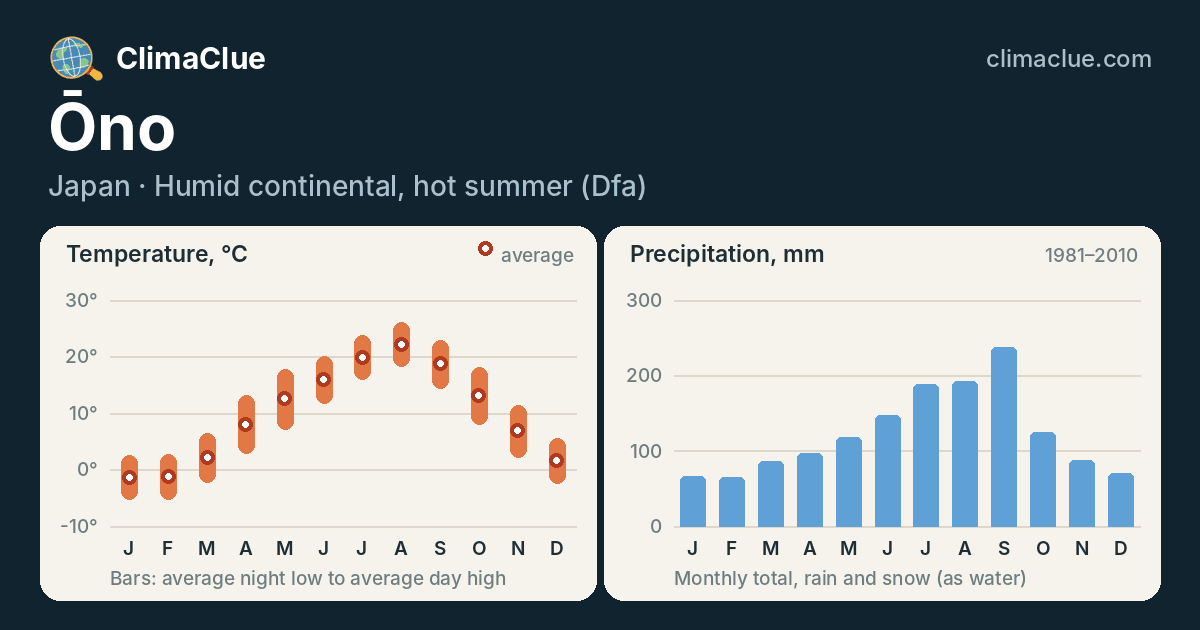 ClimaClue
climaclue.com
Ōno
Japan · Humid continental, hot summer (Dfa)
Temperature, °C
average
30°
20°
10°
0°
-10°
J F M A M J J A S O N D
Bars: average night low to average day high
Precipitation, mm
1981–2010
300
200
100
0
J F M A M J J A S O N D
Monthly total, rain and snow (as water)